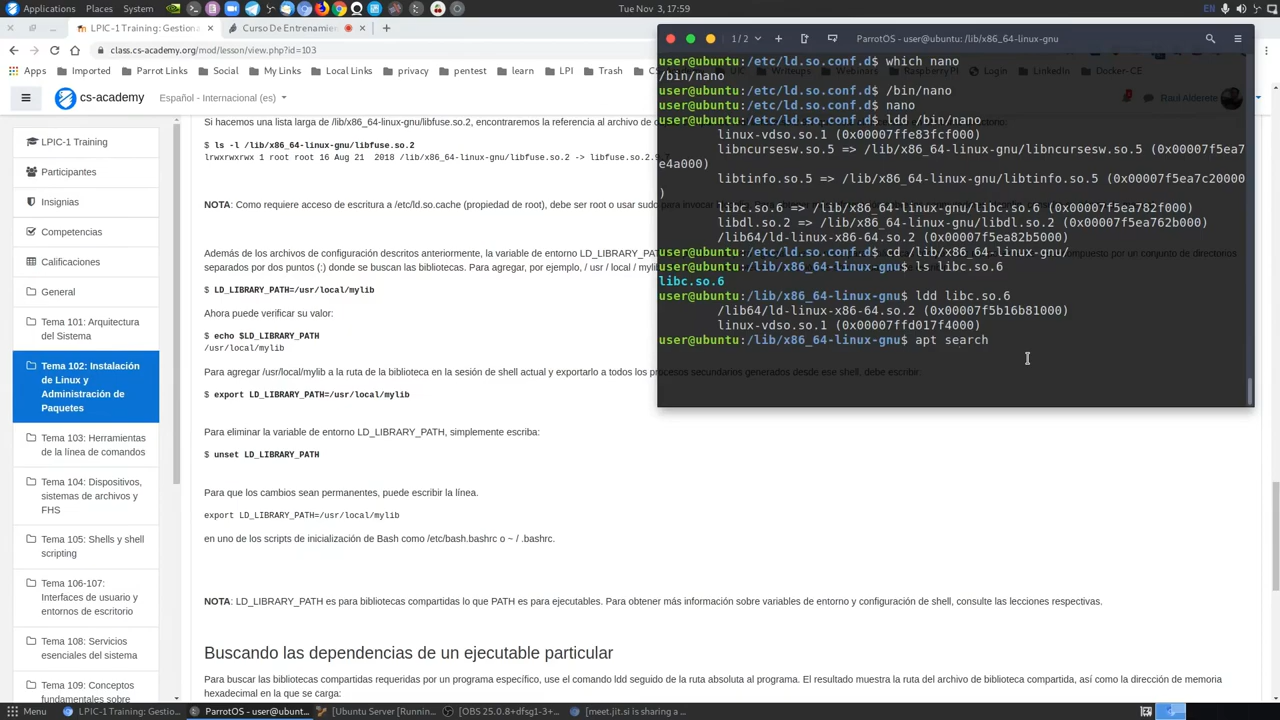 Applications Places System
Tue Nov 3, 17:59
EN
LPIC-1 Training: Gestiona
Curso De Entrenamie
class.cs-academy.org/mod/lesson/view.php?id=103
Apps Imported Parrot Social My Links Local Links privacy pentest learn LPI Trash
Writeups Webinars RaspberryPI Login LinkedIn Docker-CE
cs-academy
Español - Internacional (es)
Raul Alderete
LPIC-1 Training
Participantes
Insignias
Competencias
Calificaciones
General
Tema 101: Arquitectura
del Sistema
Tema 102: Instalación
de Linux y
Administración de
Paquetes
Tema 103: Herramientas
de la línea de comandos
Tema 104: Dispositivos,
sistemas de archivos y
FHS
Tema 105: Shells y shell
scripting
Tema 106-107:
Interfaces de usuario y
entornos de escritorio
Tema 108: Servicios
esenciales del sistema
Tema 109: Conceptos
fundamentales sobre
Si hacemos una lista larga de /lib/x86_64-linux-gnu/libfuse.so.2, encontraremos la referencia al archivo de
$ ls -l /lib/x86_64-linux-gnu/libfuse.so.2
lrwxrwxrwx 1 root root 16 Aug 21 2018 /lib/x86_64-linux-gnu/libfuse.so.2 -> libfuse.so.2.9.7
NOTA: Como requiere acceso de escritura a /etc/ld.so.cache (propiedad de root), debe ser root o usar sudo para invocar
Además de los archivos de configuración descritos anteriormente, la variable de entorno LD_LIBRARY_PAT
compuesto por un conjunto de directorios
separados por dos puntos (:) donde se buscan las bibliotecas. Para agregar, por ejemplo, / usr / local / mylib
$ LD_LIBRARY_PATH=/usr/local/mylib
Ahora puede verificar su valor:
$ echo $LD_LIBRARY_PATH
/usr/local/mylib
Para agregar /usr/local/mylib a la ruta de la biblioteca en la sesión de shell actual y exportarlo a todos los procesos secundarios generados desde ese shell, debe escribir:
$ export LD_LIBRARY_PATH=/usr/local/mylib
Para eliminar la variable de entorno LD_LIBRARY_PATH, simplemente escriba:
$ unset LD_LIBRARY_PATH
Para que los cambios sean permanentes, puede escribir la línea.
export LD_LIBRARY_PATH=/usr/local/mylib
en uno de los scripts de inicialización de Bash como /etc/bash.bashrc o ~ / .bashrc.
NOTA: LD_LIBRARY_PATH es para bibliotecas compartidas lo que PATH es para ejecutables. Para obtener más información sobre variables de entorno y configuración de shell, consulte las lecciones respectivas.
Buscando las dependencias de un ejecutable particular
Para buscar las bibliotecas compartidas requeridas por un programa específico, use el comando ldd seguido de la ruta absoluta al programa. El resultado muestra la ruta del archivo de biblioteca compartida, así como la dirección de memoria
hexadecimal en la que se carga:
1 / 2
ParrotOS - user@ubuntu: /lib/x86_64-linux-gnu
user@ubuntu:/etc/ld.so.conf.d$ which nano
/bin/nano
user@ubuntu:/etc/ld.so.conf.d$ /bin/nano
user@ubuntu:/etc/ld.so.conf.d$ nano
user@ubuntu:/etc/ld.so.conf.d$ ldd /bin/nano
linux-vdso.so.1 (0x00007ffe83fcf000)
libncursesw.so.5 => /lib/x86_64-linux-gnu/libncursesw.so.5 (0x00007f5ea7
e4a000)
libtinfo.so.5 => /lib/x86_64-linux-gnu/libtinfo.so.5 (0x00007f5ea7c20000
)
libc.so.6 => /lib/x86_64-linux-gnu/libc.so.6 (0x00007f5ea782f000)
libdl.so.2 => /lib/x86_64-linux-gnu/libdl.so.2 (0x00007f5ea762b000)
/lib64/ld-linux-x86-64.so.2 (0x00007f5ea82b5000)
user@ubuntu:/etc/ld.so.conf.d$ cd /lib/x86_64-linux-gnu/
user@ubuntu:/lib/x86_64-linux-gnu$ ls libc.so.6
libc.so.6
user@ubuntu:/lib/x86_64-linux-gnu$ ldd libc.so.6
/lib64/ld-linux-x86-64.so.2 (0x00007f5b16b81000)
linux-vdso.so.1 (0x00007ffd017f4000)
user@ubuntu:/lib/x86_64-linux-gnu$ apt search
Menu
LPIC-1 Training: Gestio...
ParrotOS - user@ubunt...
[Ubuntu Server [Runnin...
[OBS 25.0.8+dfsg1-3+...
[meet.jit.si is sharing a ...